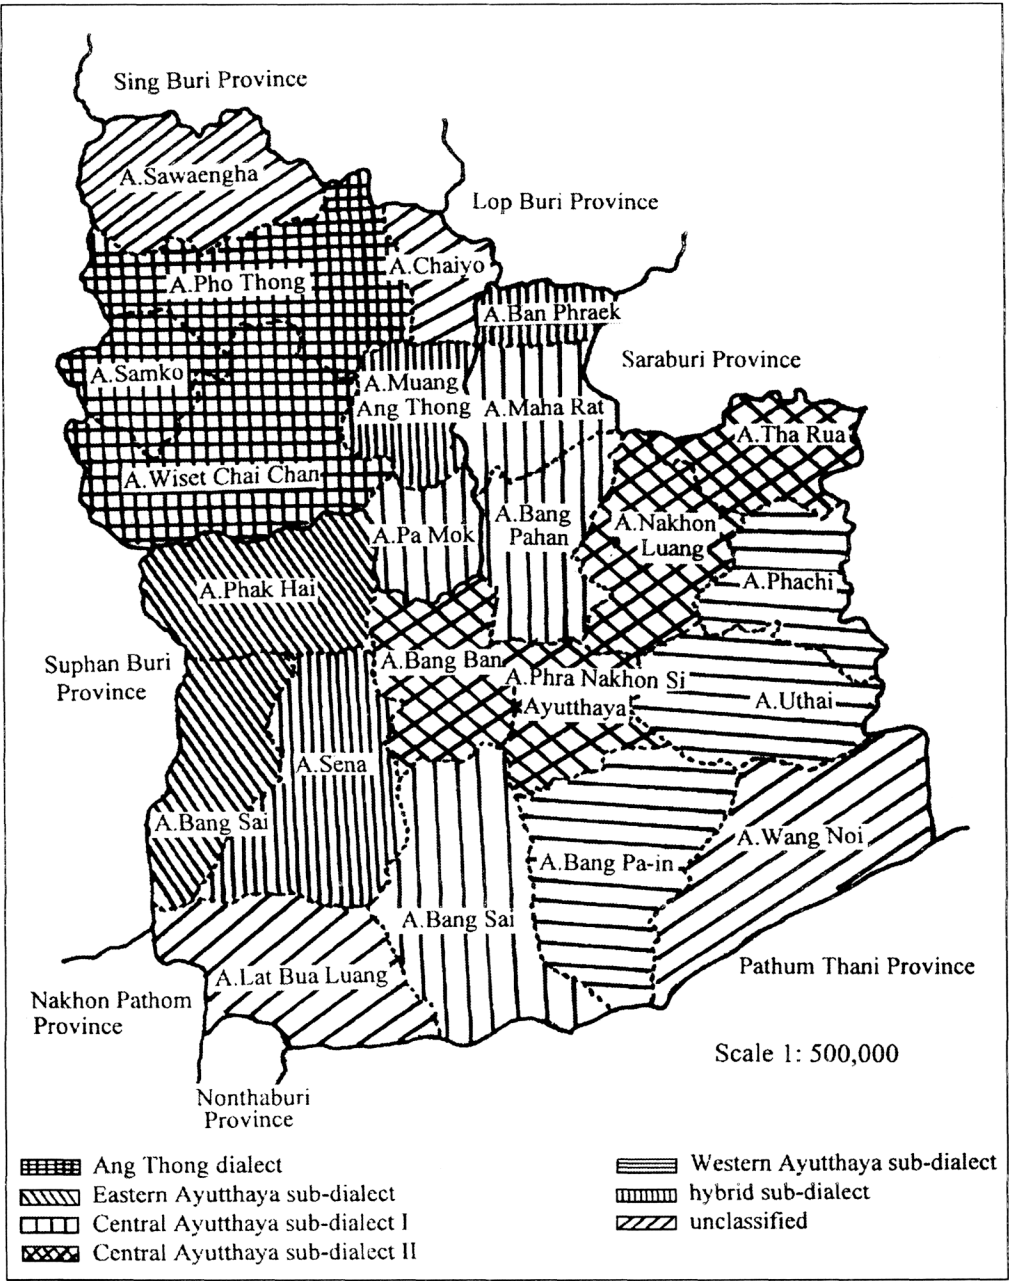 Sing Buri Province
A.Sawaengha
Lop Buri Province
A.Chaiyo
A.Pho Thong
A.Ban Phraek
Saraburi Province
A.Samko
A.Muang
Ang Thong
A.Maha Rat
A.Tha Rua
A.Wiset Chai Chan
A.Pa Mok
A.Bang
Pahan
A.Nakhon
Luang
A.Phak Hai
A.Phachi
Suphan Buri
Province
A.Bang Ban
A.Phra Nakhon Si
Ayutthaya
A.Uthai
A.Sena
A.Bang Sai
A.Wang Noi
A.Bang Pa-in
A.Bang Sai
A.Lat Bua Luang
Pathum Thani Province
Nakhon Pathom
Province
Scale 1: 500,000
Nonthaburi
Province
Ang Thong dialect
Eastern Ayutthaya sub-dialect
Central Ayutthaya sub-dialect I
Central Ayutthaya sub-dialect II
Western Ayutthaya sub-dialect
hybrid sub-dialect
unclassified